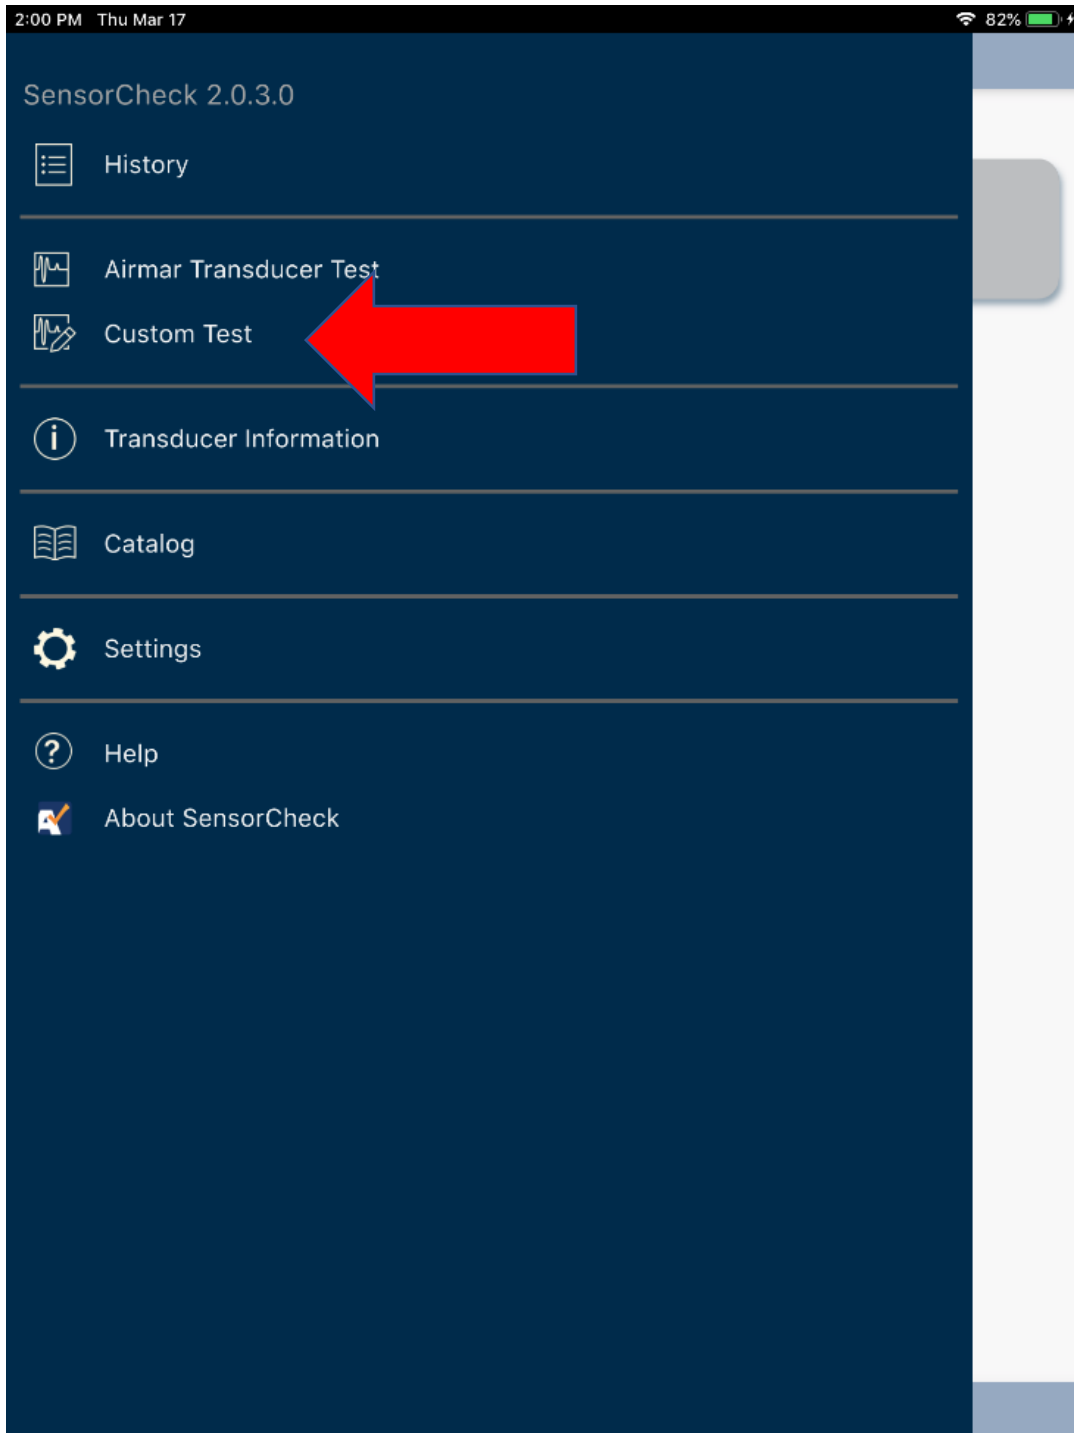 2:00 PM Thu Mar 17 82%
SensorCheck 2.0.3.0
History
Airmar Transducer Test
Custom Test
Transducer Information
Catalog
Settings
Help
About SensorCheck